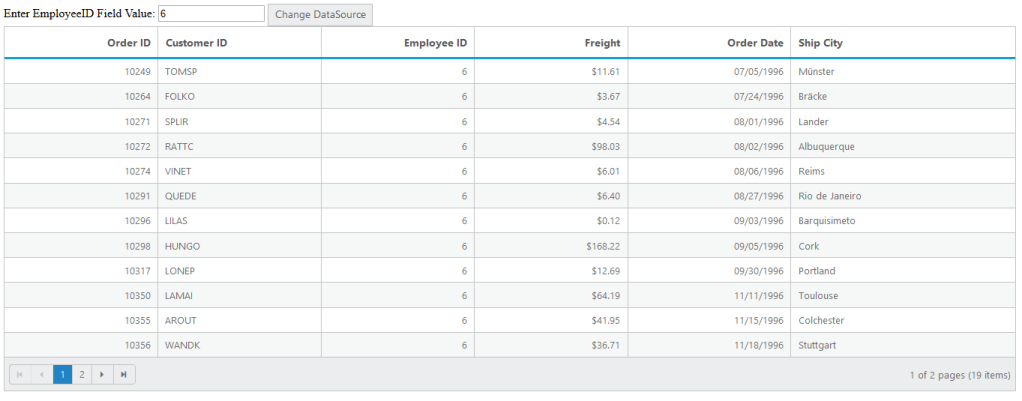 Enter EmployeeID Field Value: 6 Change DataSource
Order ID Customer ID Employee ID Freight Order Date Ship City
10249 TOMSP 6 $11.61 07/05/1996 Münster
10264 FOLKO 6 $3.67 07/24/1996 Bräcke
10271 SPLIR 6 $4.54 08/01/1996 Lander
10272 RATTC 6 $98.03 08/02/1996 Albuquerque
10274 VINET 6 $6.01 08/06/1996 Reims
10291 QUEDE 6 $6.40 08/27/1996 Rio de Janeiro
10296 LILAS 6 $0.12 09/03/1996 Barquisimeto
10298 HUNGO 6 $168.22 09/05/1996 Cork
10317 LONEP 6 $12.69 09/30/1996 Portland
10350 LAMAI 6 $64.19 11/11/1996 Toulouse
10355 AROUT 6 $41.95 11/15/1996 Colchester
10356 WANDK 6 $36.71 11/18/1996 Stuttgart
1 2 1 of 2 pages (19 items)